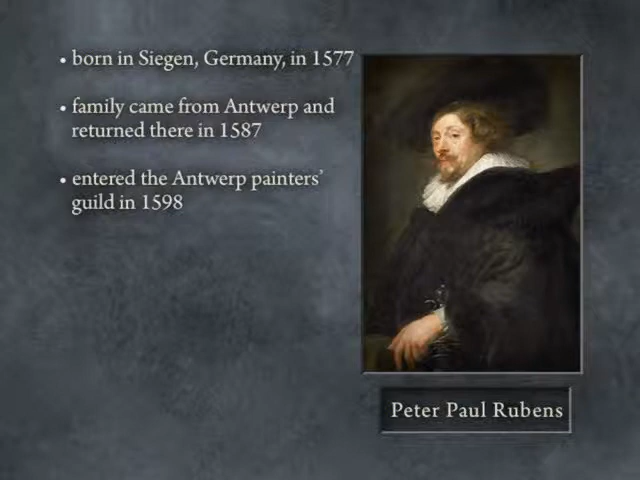 • born in Siegen, Germany, in 1577
• family came from Antwerp and
returned there in 1587
• entered the Antwerp painters’
guild in 1598
Peter Paul Rubens